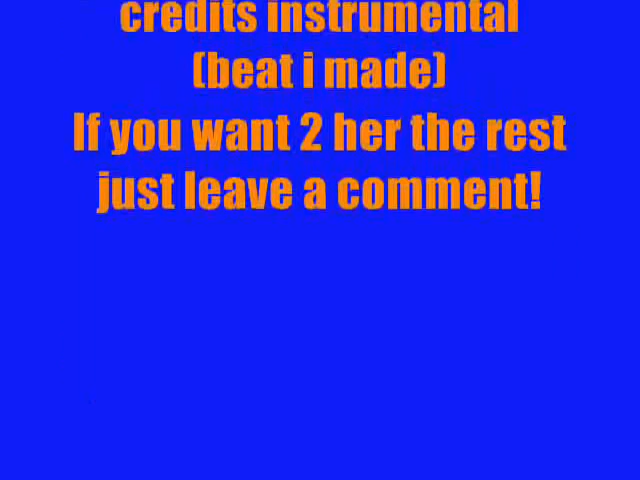 credits instrumental
(beat i made)
If you want 2 her the rest
just leave a comment!